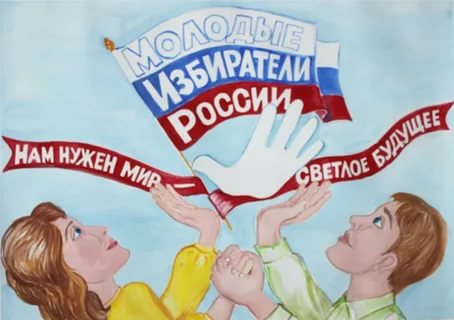 МОЛОДЫЕ
ИЗБИРАТЕЛИ
РОССИИ
НАМ НУЖЕН МИР – СВЕТЛОЕ БУДУЩЕЕ